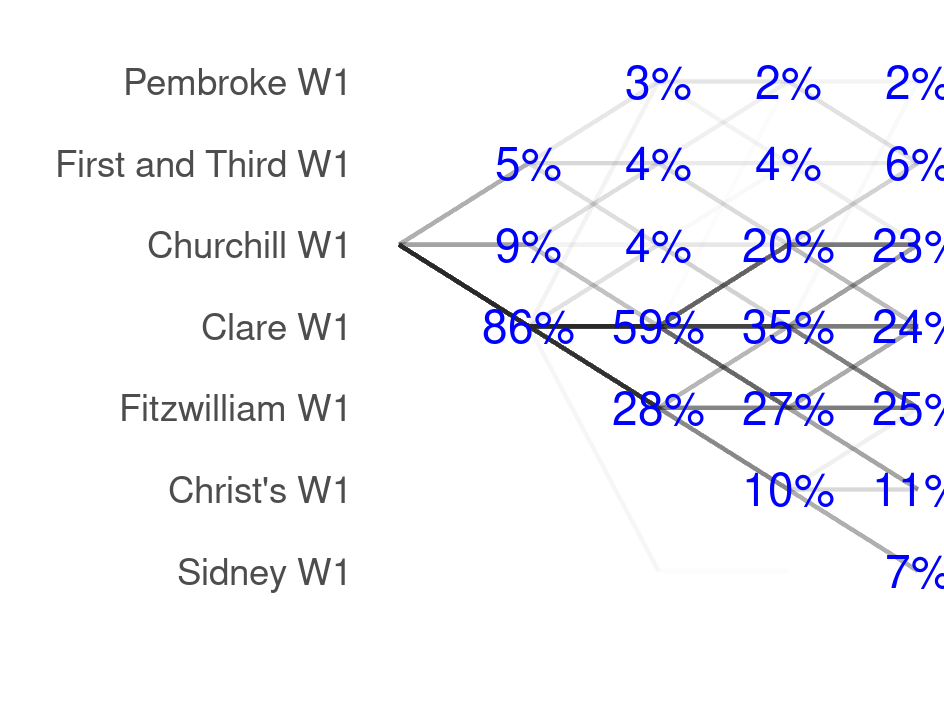 Pembroke W1 3% 2% 2%
First and Third W1 5% 4% 4% 6%
Churchill W1 9% 4% 20% 23%
Clare W1 86% 59% 35% 24%
Fitzwilliam W1 28% 27% 25%
Christ's W1 10% 11%
Sidney W1 7%